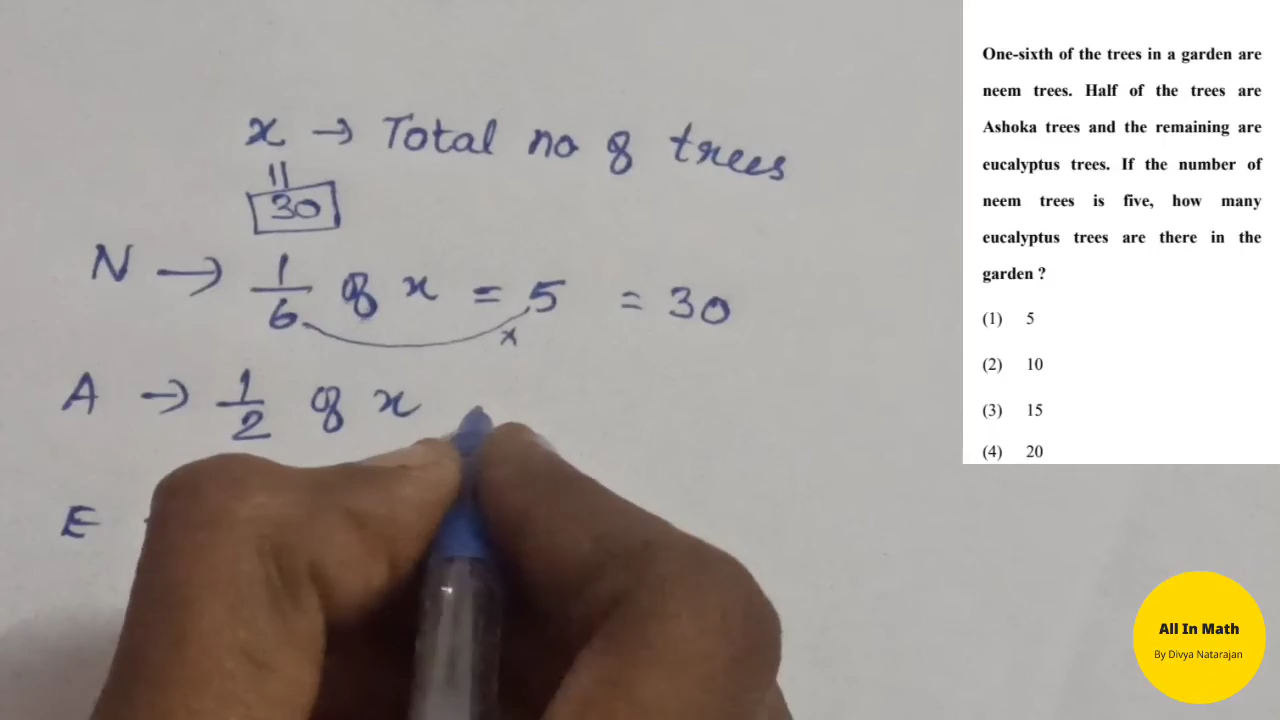 x → Total no of trees
||
30
N → 1/6 of x = 5 = 30
x
A → 1/2 of x
E
One-sixth of the trees in a garden are
neem trees. Half of the trees are
Ashoka trees and the remaining are
eucalyptus trees. If the number of
neem trees is five, how many
eucalyptus trees are there in the
garden ?
(1) 5
(2) 10
(3) 15
(4) 20
All In Math
By Divya Natarajan